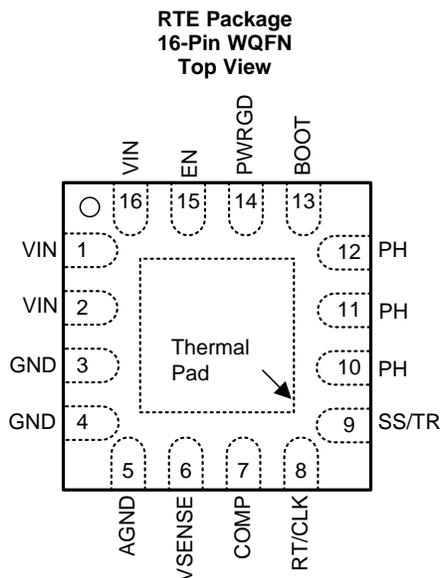 RTE Package
16-Pin WQFN
Top View
VIN
EN
PWRGD
BOOT
16
15
14
13
VIN 1
12 PH
VIN 2
11 PH
GND 3
10 PH
Thermal
Pad
GND 4
9 SS/TR
5
6
7
8
AGND
VSENSE
COMP
RT/CLK